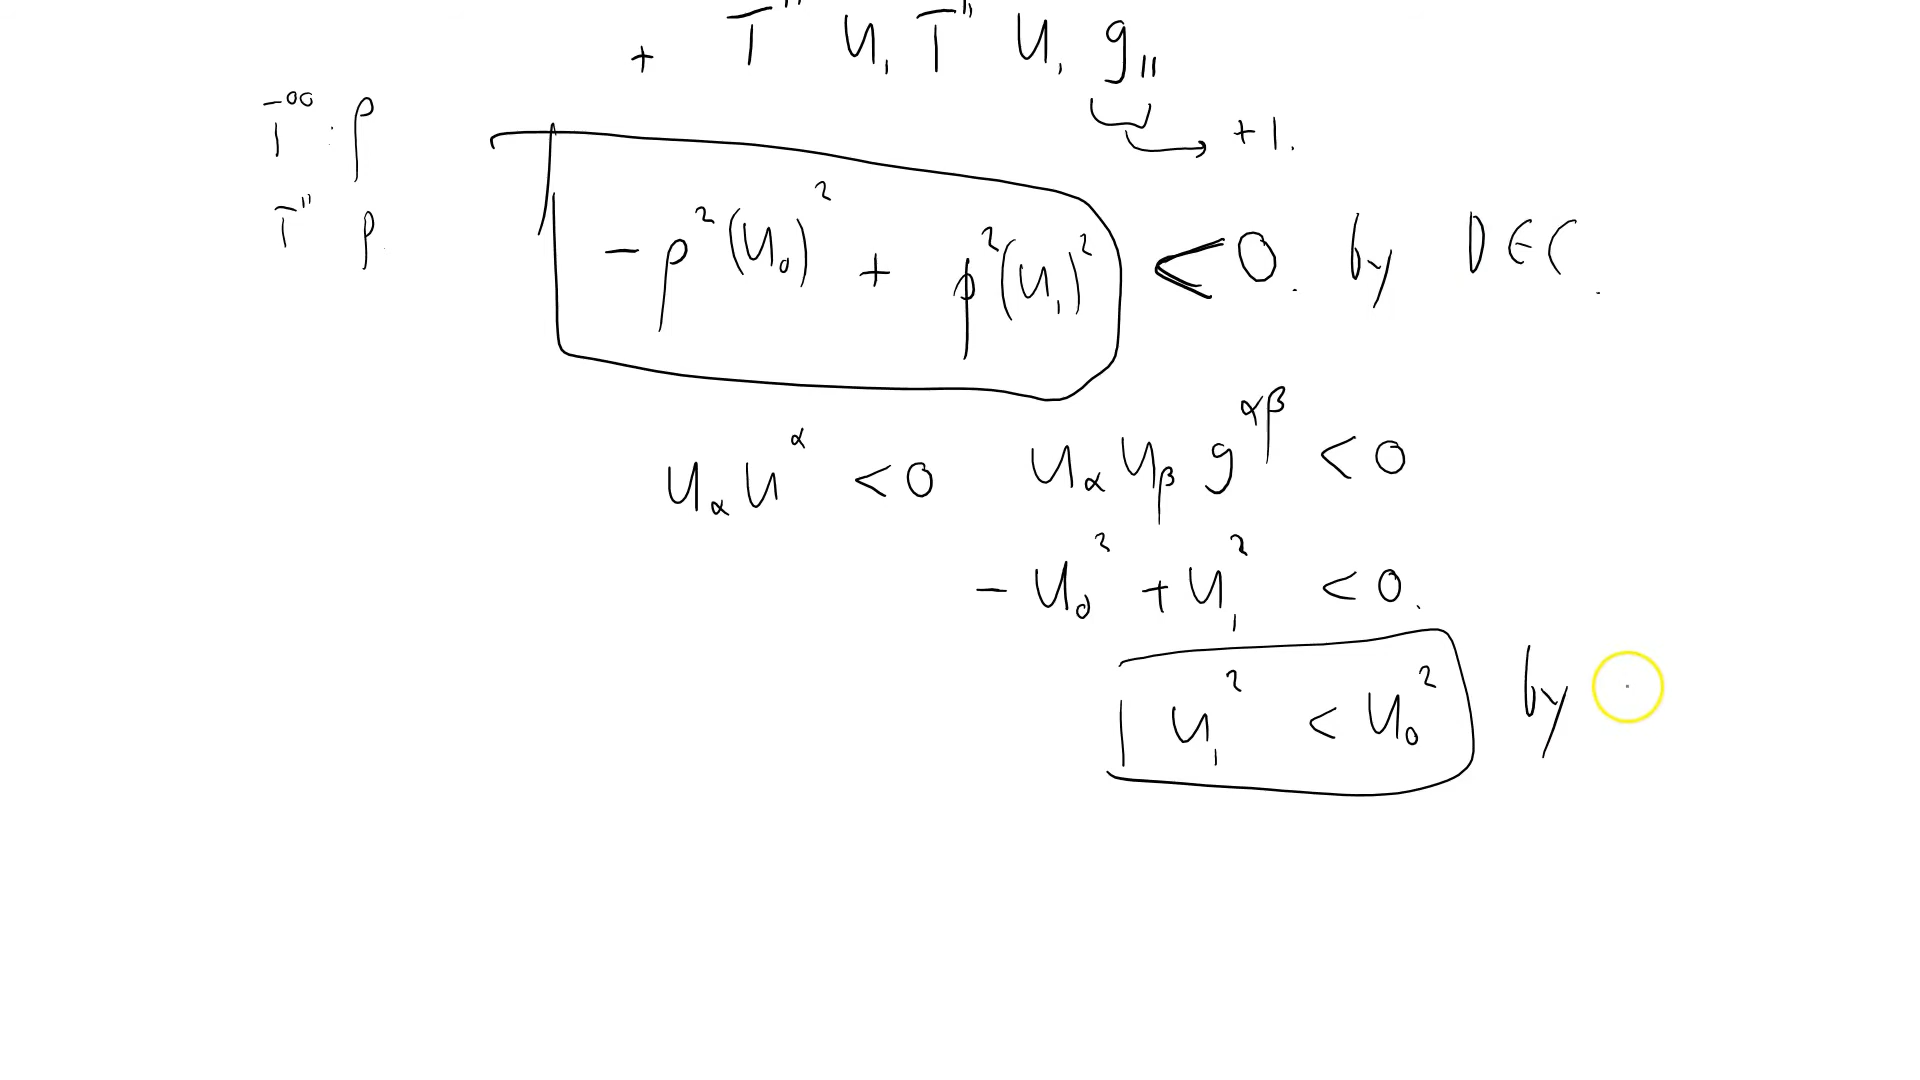 + T¹¹ U₁ T¹¹ U₁ g₁₁
→ +1.
T⁰⁰ : ρ
T¹¹ p.
- ρ²(U₀)² + p²(U₁)² < 0. by DEC.
U_α U^α < 0 U_α U_β g^αβ < 0
- U₀² + U₁² < 0.
U₁² < U₀² by